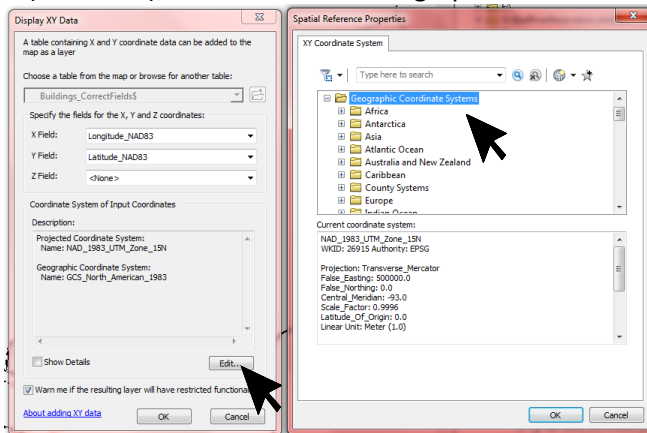 Display XY Data
A table containing X and Y coordinate data can be added to the
map as a layer
Choose a table from the map or browse for another table:
Buildings_CorrectFields$
Specify the fields for the X, Y and Z coordinates:
X Field: Longitude_NAD83
Y Field: Latitude_NAD83
Z Field: <None>
Coordinate System of Input Coordinates
Description:
Projected Coordinate System:
Name: NAD_1983_UTM_Zone_15N
Geographic Coordinate System:
Name: GCS_North_American_1983
Show Details
Edit...
Warn me if the resulting layer will have restricted
About adding XY data
OK
Cancel
Spatial Reference Properties
XY Coordinate System
Type here to search
Geographic Coordinate Systems
Africa
Antarctica
Asia
Atlantic Ocean
Australia and New Zealand
Caribbean
County Systems
Europe
Indian Ocean
Current coordinate system:
NAD_1983_UTM_Zone_15N
WKID: 26915 Authority: EPSG
Projection: Transverse_Mercator
False_Easting: 500000.0
False_Northing: 0.0
Central_Meridian: -93.0
Scale_Factor: 0.9996
Latitude_Of_Origin: 0.0
Linear Unit: Meter (1.0)
OK
Cancel